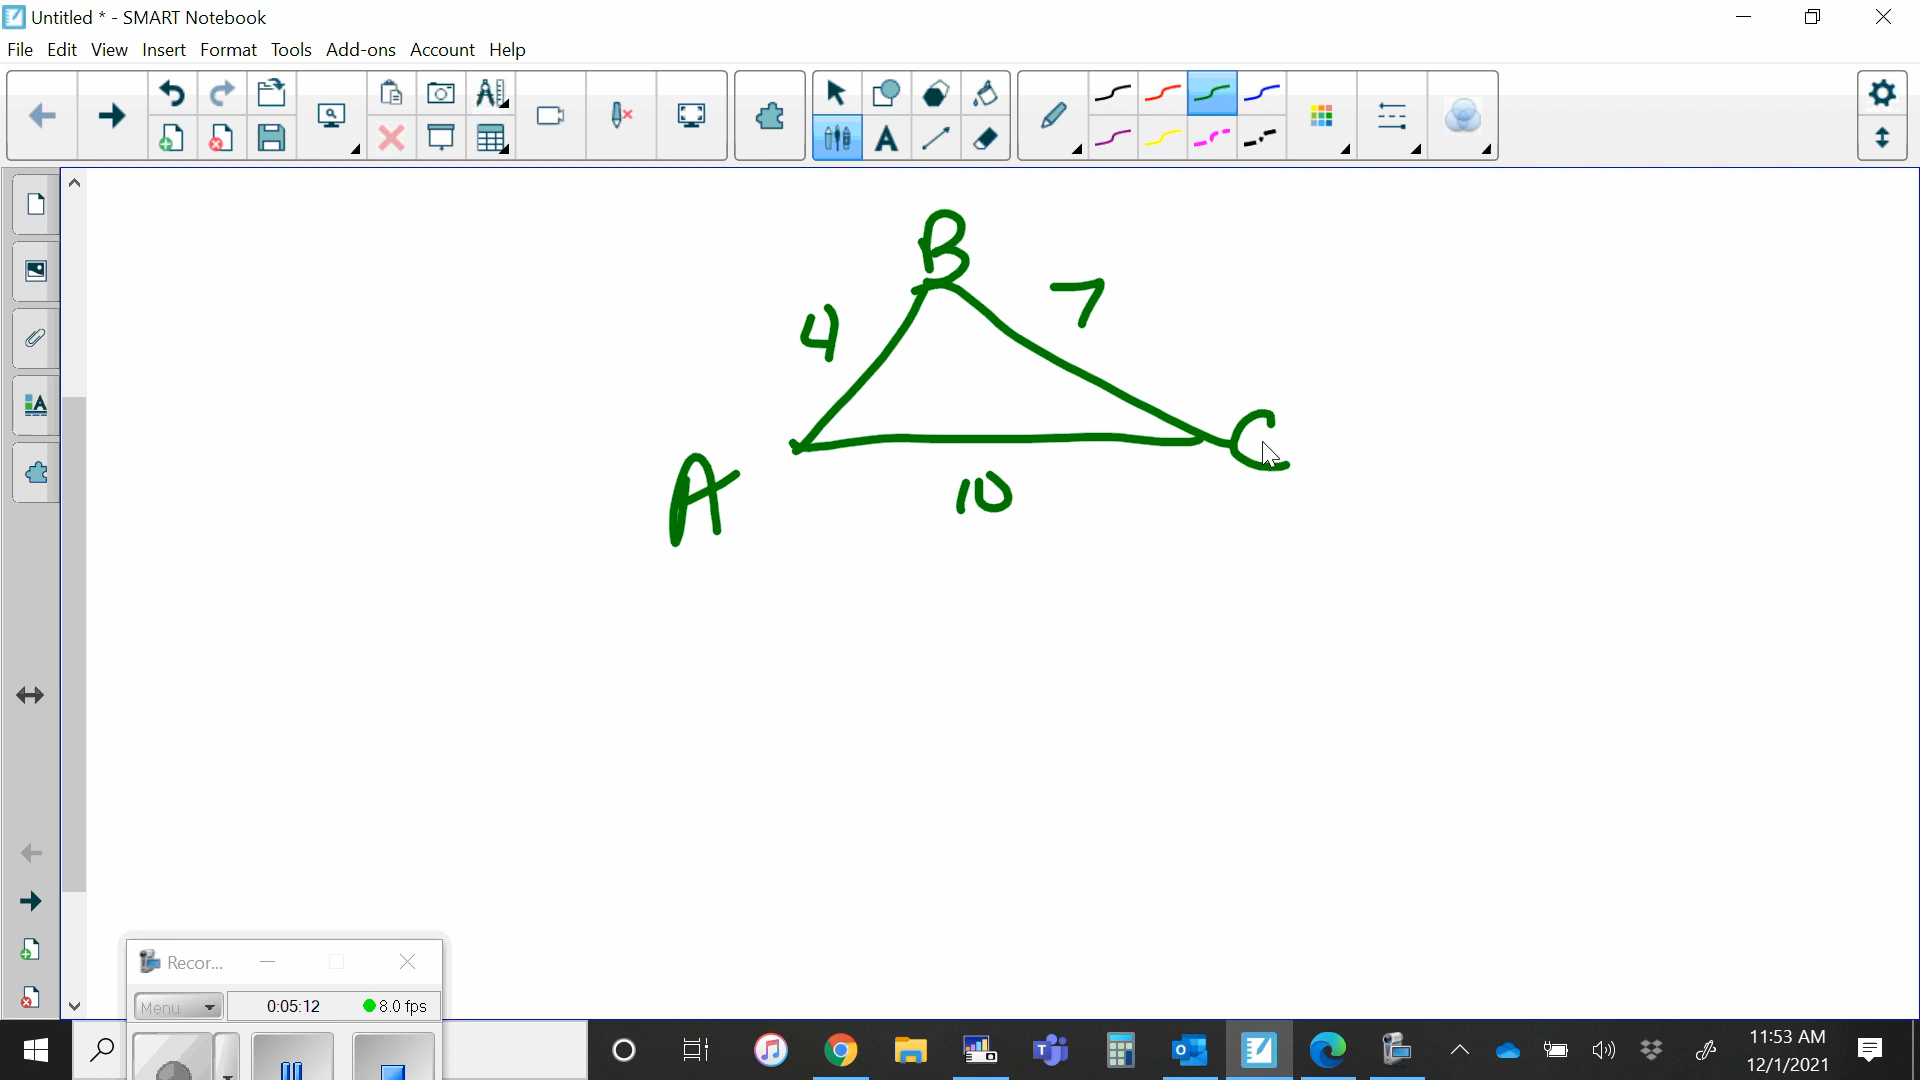 Untitled * - SMART Notebook
File Edit View Insert Format Tools Add-ons Account Help
B
4
7
C
A
10
Recor...
Menu
0:05:12
8.0 fps
11:53 AM
12/1/2021